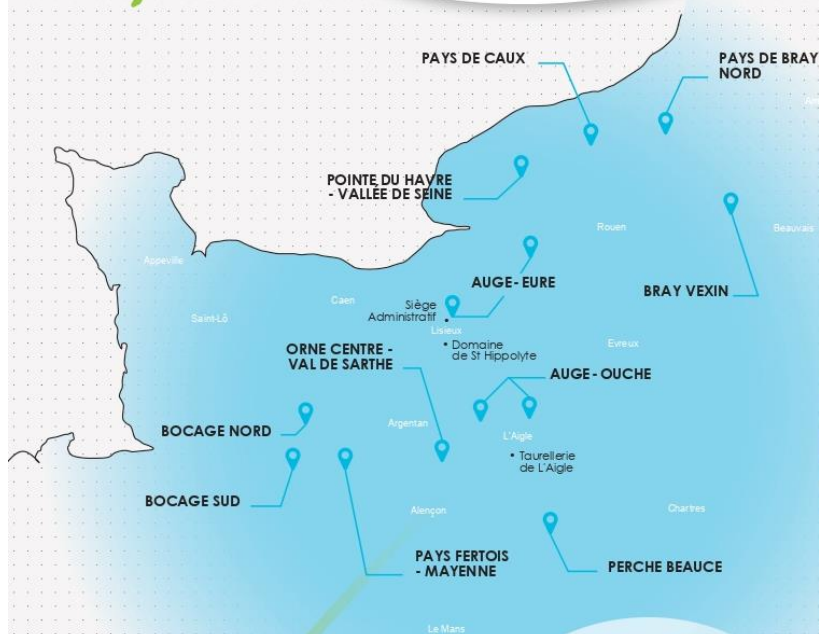 PAYS DE CAUX
PAYS DE BRAY
NORD
POINTE DU HAVRE
- VALLÉE DE SEINE
Rouen
Beauvais
Appeville
AUGE - EURE
BRAY VEXIN
Caen
Siège
Administratif
Saint-Lô
Lisieux
Domaine
de St Hippolyte
Evreux
ORNE CENTRE -
VAL DE SARTHE
AUGE - OUCHE
BOCAGE NORD
Argentan
L'Aigle
Taurellerie
de L'Aigle
BOCAGE SUD
Alençon
Chartres
PAYS FERTOIS
- MAYENNE
PERCHE BEAUCE
Le Mans